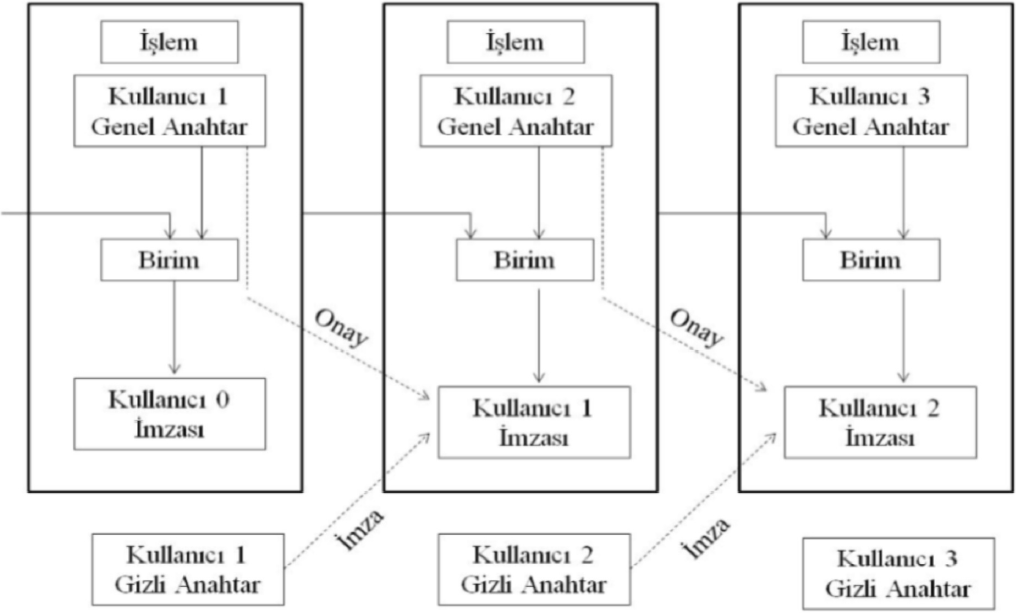 İşlem
Kullanıcı 1
Genel Anahtar
Birim
Kullanıcı 0
İmzası
İşlem
Kullanıcı 2
Genel Anahtar
Birim
Kullanıcı 1
İmzası
İşlem
Kullanıcı 3
Genel Anahtar
Birim
Kullanıcı 2
İmzası
Onay
Onay
İmza
İmza
Kullanıcı 1
Gizli Anahtar
Kullanıcı 2
Gizli Anahtar
Kullanıcı 3
Gizli Anahtar